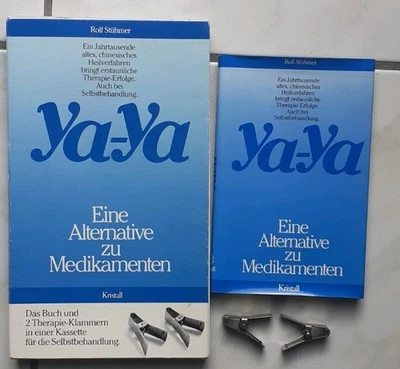 Rolf Stühmer
Ein Jahrtausende
altes, chinesisches
Heilverfahren
bringt erstaunliche
Therapie-Erfolge.
Auch bei
Selbstbehandlung.
Ya-Ya
Eine
Alternative
zu
Medikamenten
Kristall
Das Buch und
2 Therapie-Klammern
in einer Kassette
für die Selbstbehandlung.
Rolf Stühmer
Ein Jahrtausende
altes, chinesisches
Heilverfahren
bringt erstaunliche
Therapie-Erfolge.
Auch bei
Selbstbehandlung.
Ya-Ya
Eine
Alternative
zu
Medikamenten
Kristall